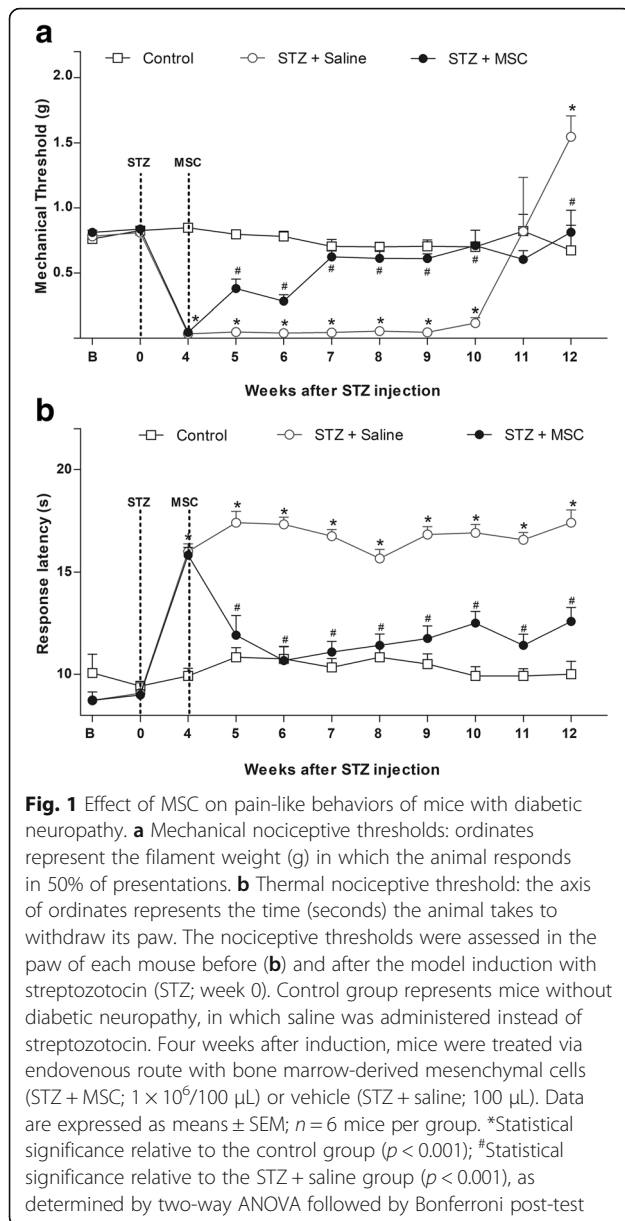 a
Control STZ + Saline STZ + MSC
2.0
STZ MSC
*
1.5
1.0
#
0.5
# # # # # #
* * * * * * *
B 0 4 5 6 7 8 9 10 11 12
Mechanical Threshold (g)
Weeks after STZ injection
b
Control STZ + Saline STZ + MSC
20
STZ MSC
* * * * * * * * *
15
# # # # # # # #
10
B 0 4 5 6 7 8 9 10 11 12
Response latency (s)
Weeks after STZ injection
Fig. 1 Effect of MSC on pain-like behaviors of mice with diabetic
neuropathy. a Mechanical nociceptive thresholds: ordinates
represent the filament weight (g) in which the animal responds
in 50% of presentations. b Thermal nociceptive threshold: the axis
of ordinates represents the time (seconds) the animal takes to
withdraw its paw. The nociceptive thresholds were assessed in the
paw of each mouse before (b) and after the model induction with
streptozotocin (STZ; week 0). Control group represents mice without
diabetic neuropathy, in which saline was administered instead of
streptozotocin. Four weeks after induction, mice were treated via
endovenous route with bone marrow-derived mesenchymal cells
(STZ + MSC; 1 × 10⁶/100 μL) or vehicle (STZ + saline; 100 μL). Data
are expressed as means ± SEM; n = 6 mice per group. *Statistical
significance relative to the control group (p < 0.001); #Statistical
significance relative to the STZ + saline group (p < 0.001), as
determined by two-way ANOVA followed by Bonferroni post-test